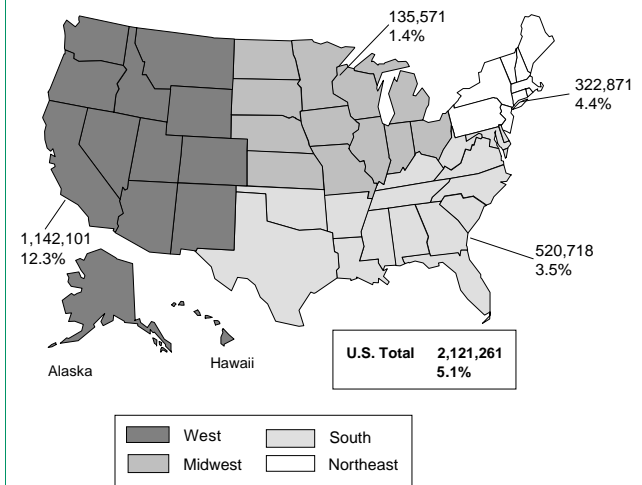 135,571
1.4%
322,871
4.4%
1,142,101
12.3%
520,718
3.5%
Alaska
Hawaii
U.S. Total 2,121,261
5.1%
West
South
Midwest
Northeast